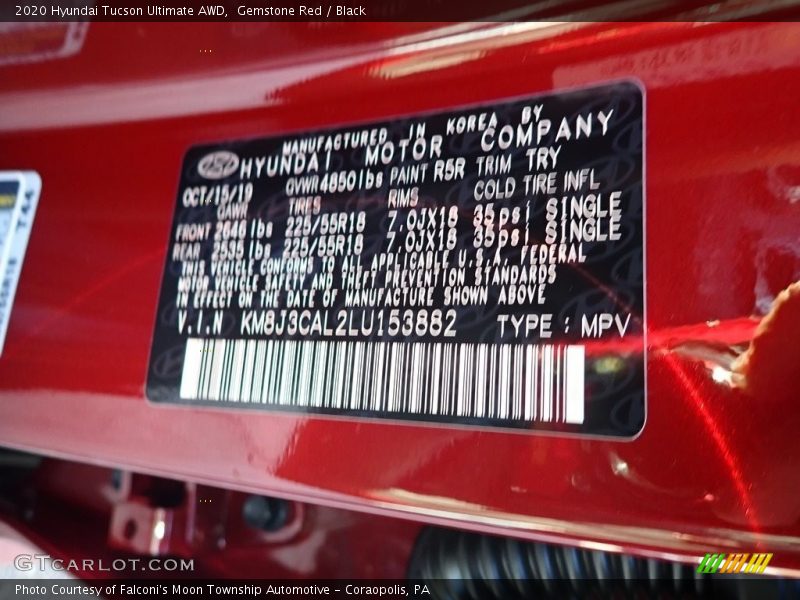 2020 Hyundai Tucson Ultimate AWD,  Gemstone Red / Black
MANUFACTURED IN KOREA BY
HYUNDAI MOTOR COMPANY
OCT/15/19 GVWR 4850lbs PAINT R5R TRIM TRY
GAWR TIRES RIMS COLD TIRE INFL
FRONT 2646 lbs 225/55R18 7.0JX18 35psi SINGLE
REAR 2535 lbs 225/55R18 7.0JX18 35psi SINGLE
THIS VEHICLE CONFORMS TO ALL APPLICABLE U.S.A. FEDERAL
MOTOR VEHICLE SAFETY AND THEFT PREVENTION STANDARDS
IN EFFECT ON THE DATE OF MANUFACTURE SHOWN ABOVE
V.I.N KM8J3CAL2LU153882 TYPE : MPV
GTCARLOT.COM
Photo Courtesy of Falconi's Moon Township Automotive - Coraopolis, PA